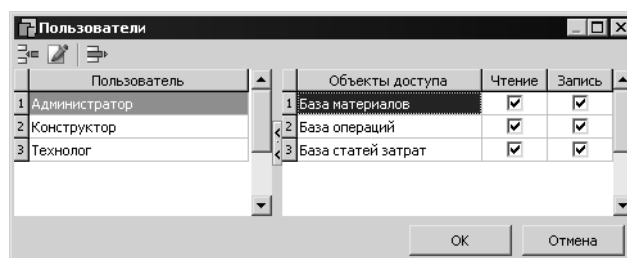 Пользователи
Пользователь Объекты доступа Чтение Запись
1 Администратор 1 База материалов
2 Конструктор 2 База операций
3 Технолог 3 База статей затрат
OK Отмена